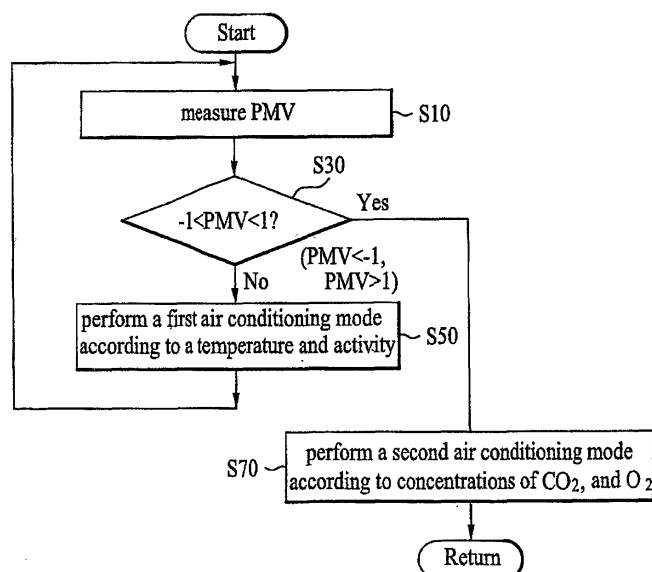 Start
measure PMV
S10
S30
-1<PMV<1?
Yes
(PMV<-1,
PMV>1)
No
perform a first air conditioning mode
according to a temperature and activity
S50
perform a second air conditioning mode
according to concentrations of CO₂, and O₂
S70
Return